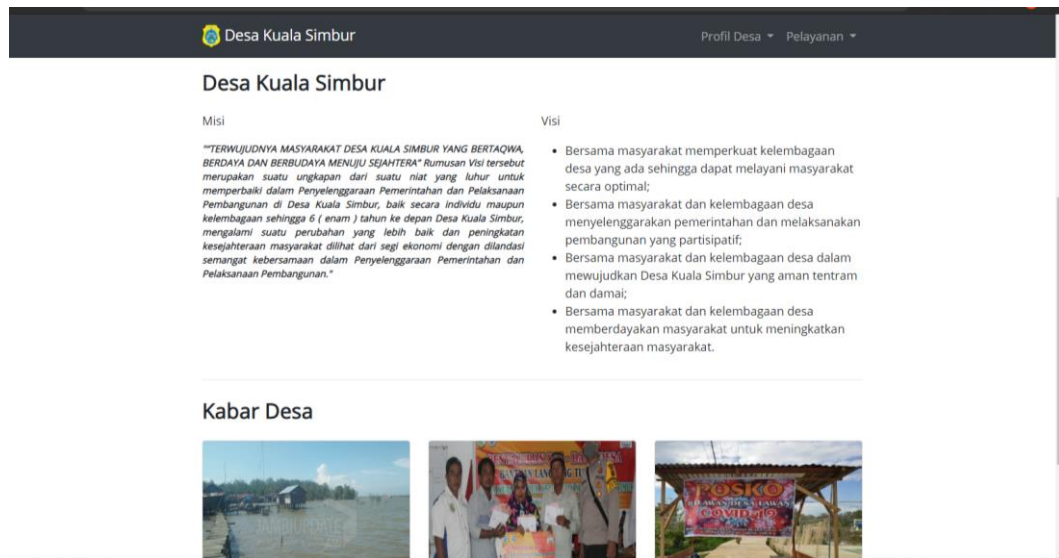 Desa Kuala Simbur
Profil Desa
Pelayanan
Desa Kuala Simbur
Misi
""TERWUJUDNYA MASYARAKAT DESA KUALA SIMBUR YANG BERTAQWA,
BERDAYA DAN BERBUDAYA MENUJU SEJAHTERA" Rumusan Visi tersebut
merupakan suatu ungkapan dari suatu niat yang luhur untuk
memperbaiki dalam Penyelenggaraan Pemerintahan dan Pelaksanaan
Pembangunan di Desa Kuala Simbur, baik secara individu maupun
kelembagaan sehingga 6 ( enam ) tahun ke depan Desa Kuala Simbur,
mengalami suatu perubahan yang lebih baik dan peningkatan
kesejahteraan masyarakat dilihat dari segi ekonomi dengan dilandasi
semangat kebersamaan dalam Penyelenggaraan Pemerintahan dan
Pelaksanaan Pembangunan."
Visi
• Bersama masyarakat memperkuat kelembagaan
desa yang ada sehingga dapat melayani masyarakat
secara optimal;
• Bersama masyarakat dan kelembagaan desa
menyelenggarakan pemerintahan dan melaksanakan
pembangunan yang partisipatif;
• Bersama masyarakat dan kelembagaan desa dalam
mewujudkan Desa Kuala Simbur yang aman tentram
dan damai;
• Bersama masyarakat dan kelembagaan desa
memberdayakan masyarakat untuk meningkatkan
kesejahteraan masyarakat.
Kabar Desa
POSKO
RELAWAN DESA LAWAN
COVID-19